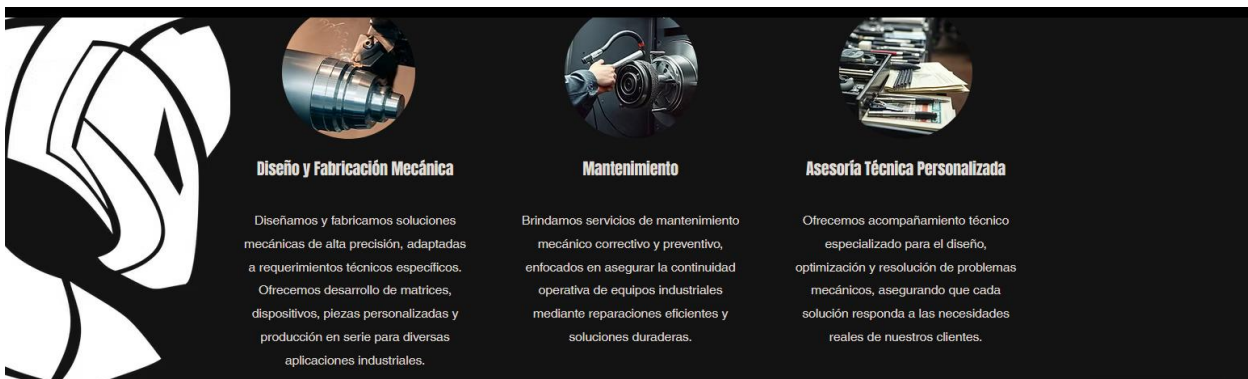 Diseño y Fabricación Mecánica
Diseñamos y fabricamos soluciones
mecánicas de alta precisión, adaptadas
a requerimientos técnicos específicos.
Ofrecemos desarrollo de matrices,
dispositivos, piezas personalizadas y
producción en serie para diversas
aplicaciones industriales.
Mantenimiento
Brindamos servicios de mantenimiento
mecánico correctivo y preventivo,
enfocados en asegurar la continuidad
operativa de equipos industriales
mediante reparaciones eficientes y
soluciones duraderas.
Asesoría Técnica Personalizada
Ofrecemos acompañamiento técnico
especializado para el diseño,
optimización y resolución de problemas
mecánicos, asegurando que cada
solución responda a las necesidades
reales de nuestros clientes.